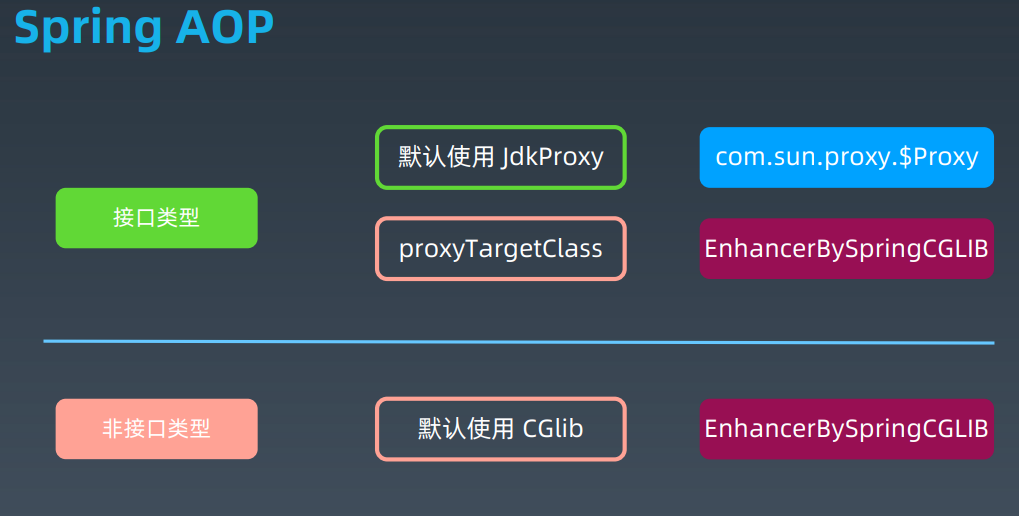 Spring AOP
接口类型
默认使用 JdkProxy
com.sun.proxy.$Proxy
proxyTargetClass
EnhancerBySpringCGLIB
非接口类型
默认使用 CGlib
EnhancerBySpringCGLIB